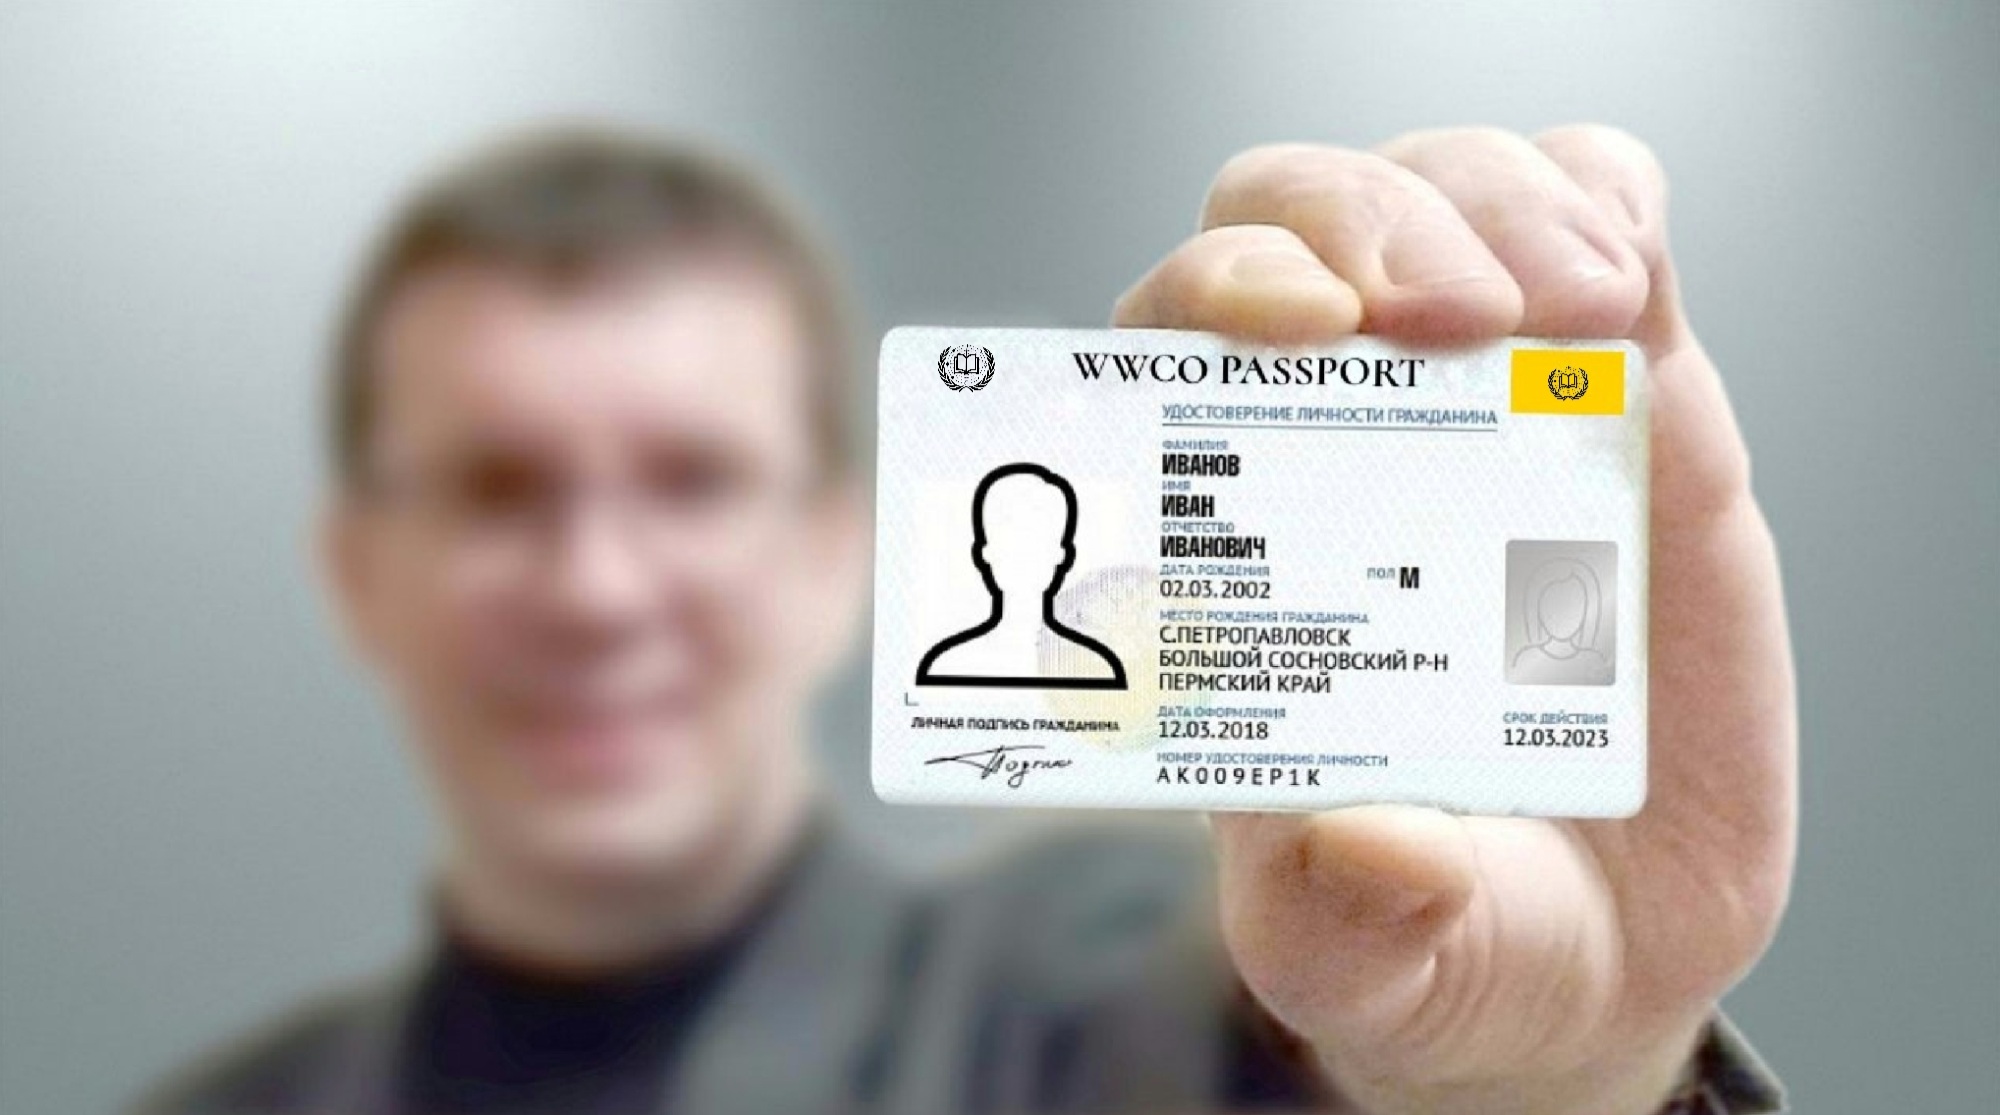 WWCO PASSPORT
УДОСТОВЕРЕНИЕ ЛИЧНОСТИ ГРАЖДАНИНА
ФАМИЛИЯ
ИВАНОВ
ИМЯ
ИВАН
ОТЧЕТСТВО
ИВАНОВИЧ
ДАТА РОЖДЕНИЯ
02.03.2002
ПОЛ М
МЕСТО РОЖДЕНИЯ ГРАЖДАНИНА
С.ПЕТРОПАВЛОВСК
БОЛЬШОЙ СОСНОВСКИЙ Р-Н
ПЕРМСКИЙ КРАЙ
ДАТА ОФОРМЛЕНИЯ
12.03.2018
СРОК ДЕЙСТВИЯ
12.03.2023
НОМЕР УДОСТОВЕРЕНИЯ ЛИЧНОСТИ
AK009EP1K
ЛИЧНАЯ ПОДПИСЬ ГРАЖДАНИНА
Подпись